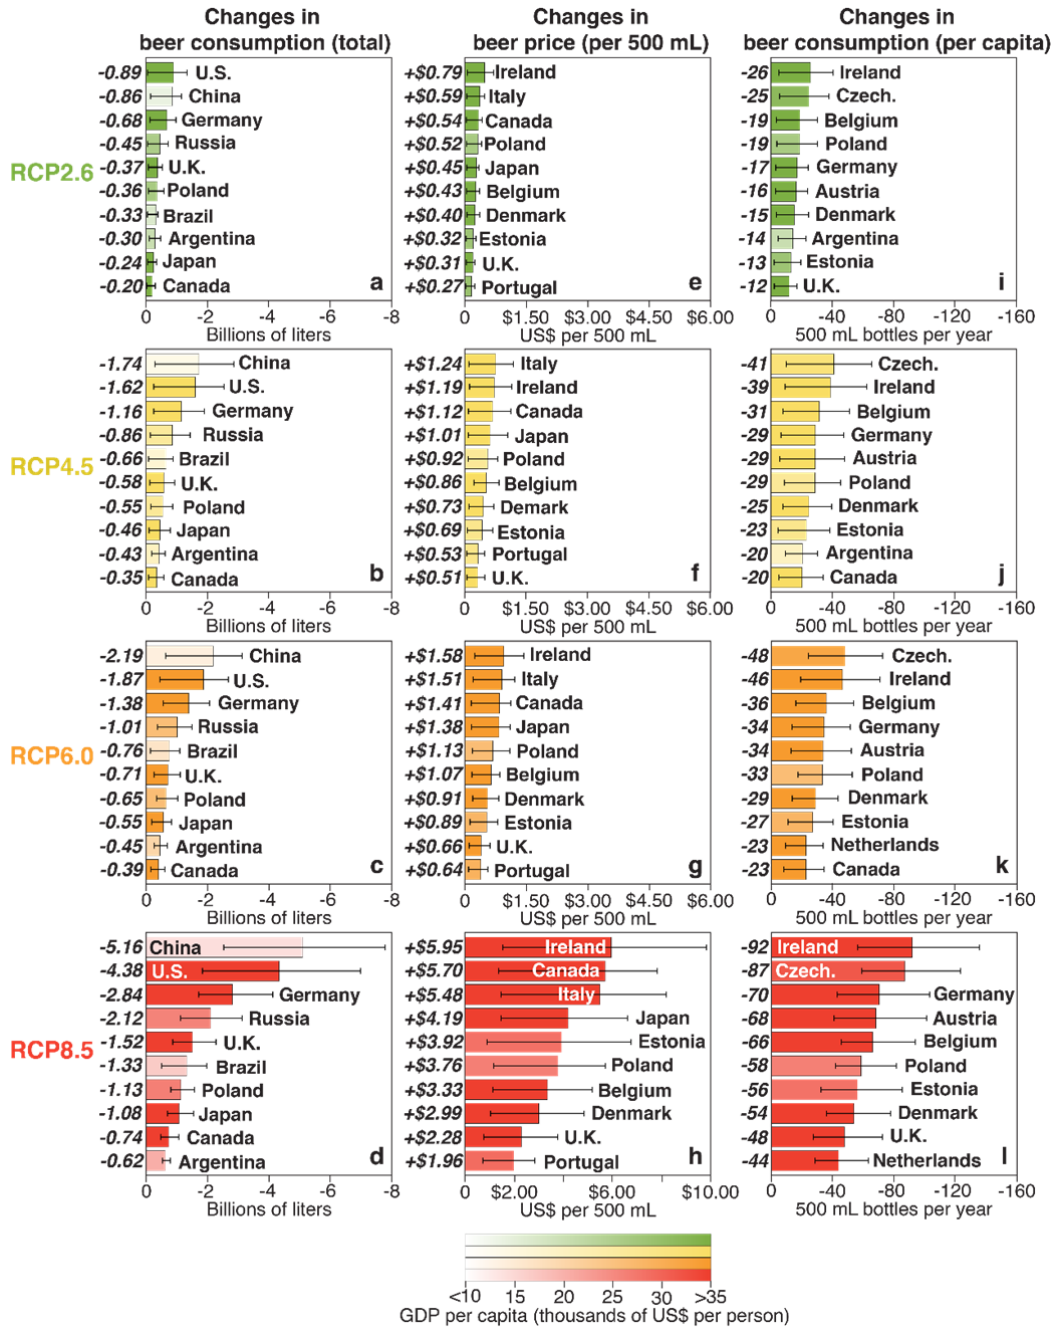 Changes in
beer consumption (total)
Changes in
beer price (per 500 mL)
Changes in
beer consumption (per capita)
RCP2.6
-0.89 U.S.
-0.86 China
-0.68 Germany
-0.45 Russia
-0.37 U.K.
-0.36 Poland
-0.33 Brazil
-0.30 Argentina
-0.24 Japan
-0.20 Canada
a
0 -2 -4 -6 -8
Billions of liters
+$0.79 Ireland
+$0.59 Italy
+$0.54 Canada
+$0.52 Poland
+$0.45 Japan
+$0.43 Belgium
+$0.40 Denmark
+$0.32 Estonia
+$0.31 U.K.
+$0.27 Portugal
e
0 $1.50 $3.00 $4.50 $6.00
US$ per 500 mL
-26 Ireland
-25 Czech.
-19 Belgium
-19 Poland
-17 Germany
-16 Austria
-15 Denmark
-14 Argentina
-13 Estonia
-12 U.K.
i
0 -40 -80 -120 -160
500 mL bottles per year
RCP4.5
-1.74 China
-1.62 U.S.
-1.16 Germany
-0.86 Russia
-0.66 Brazil
-0.58 U.K.
-0.55 Poland
-0.46 Japan
-0.43 Argentina
-0.35 Canada
b
0 -2 -4 -6 -8
Billions of liters
+$1.24 Italy
+$1.19 Ireland
+$1.12 Canada
+$1.01 Japan
+$0.92 Poland
+$0.86 Belgium
+$0.73 Demark
+$0.69 Estonia
+$0.53 Portugal
+$0.51 U.K.
f
0 $1.50 $3.00 $4.50 $6.00
US$ per 500 mL
-41 Czech.
-39 Ireland
-31 Belgium
-29 Germany
-29 Austria
-29 Poland
-25 Denmark
-23 Estonia
-20 Argentina
-20 Canada
j
0 -40 -80 -120 -160
500 mL bottles per year
RCP6.0
-2.19 China
-1.87 U.S.
-1.38 Germany
-1.01 Russia
-0.76 Brazil
-0.71 U.K.
-0.65 Poland
-0.55 Japan
-0.45 Argentina
-0.39 Canada
c
0 -2 -4 -6 -8
Billions of liters
+$1.58 Ireland
+$1.51 Italy
+$1.41 Canada
+$1.38 Japan
+$1.13 Poland
+$1.07 Belgium
+$0.91 Denmark
+$0.89 Estonia
+$0.66 U.K.
+$0.64 Portugal
g
0 $1.50 $3.00 $4.50 $6.00
US$ per 500 mL
-48 Czech.
-46 Ireland
-36 Belgium
-34 Germany
-34 Austria
-33 Poland
-29 Denmark
-27 Estonia
-23 Netherlands
-23 Canada
k
0 -40 -80 -120 -160
500 mL bottles per year
RCP8.5
-5.16 China
-4.38 U.S.
-2.84 Germany
-2.12 Russia
-1.52 U.K.
-1.33 Brazil
-1.13 Poland
-1.08 Japan
-0.74 Canada
-0.62 Argentina
d
0 -2 -4 -6 -8
Billions of liters
+$5.95 Ireland
+$5.70 Canada
+$5.48 Italy
+$4.19 Japan
+$3.92 Estonia
+$3.76 Poland
+$3.33 Belgium
+$2.99 Denmark
+$2.28 U.K.
+$1.96 Portugal
h
0 $2.00 $6.00 $10.00
US$ per 500 mL
-92 Ireland
-87 Czech.
-70 Germany
-68 Austria
-66 Belgium
-58 Poland
-56 Estonia
-54 Denmark
-48 U.K.
-44 Netherlands
l
0 -40 -80 -120 -160
500 mL bottles per year
<10 15 20 25 30 >35
GDP per capita (thousands of US$ per person)